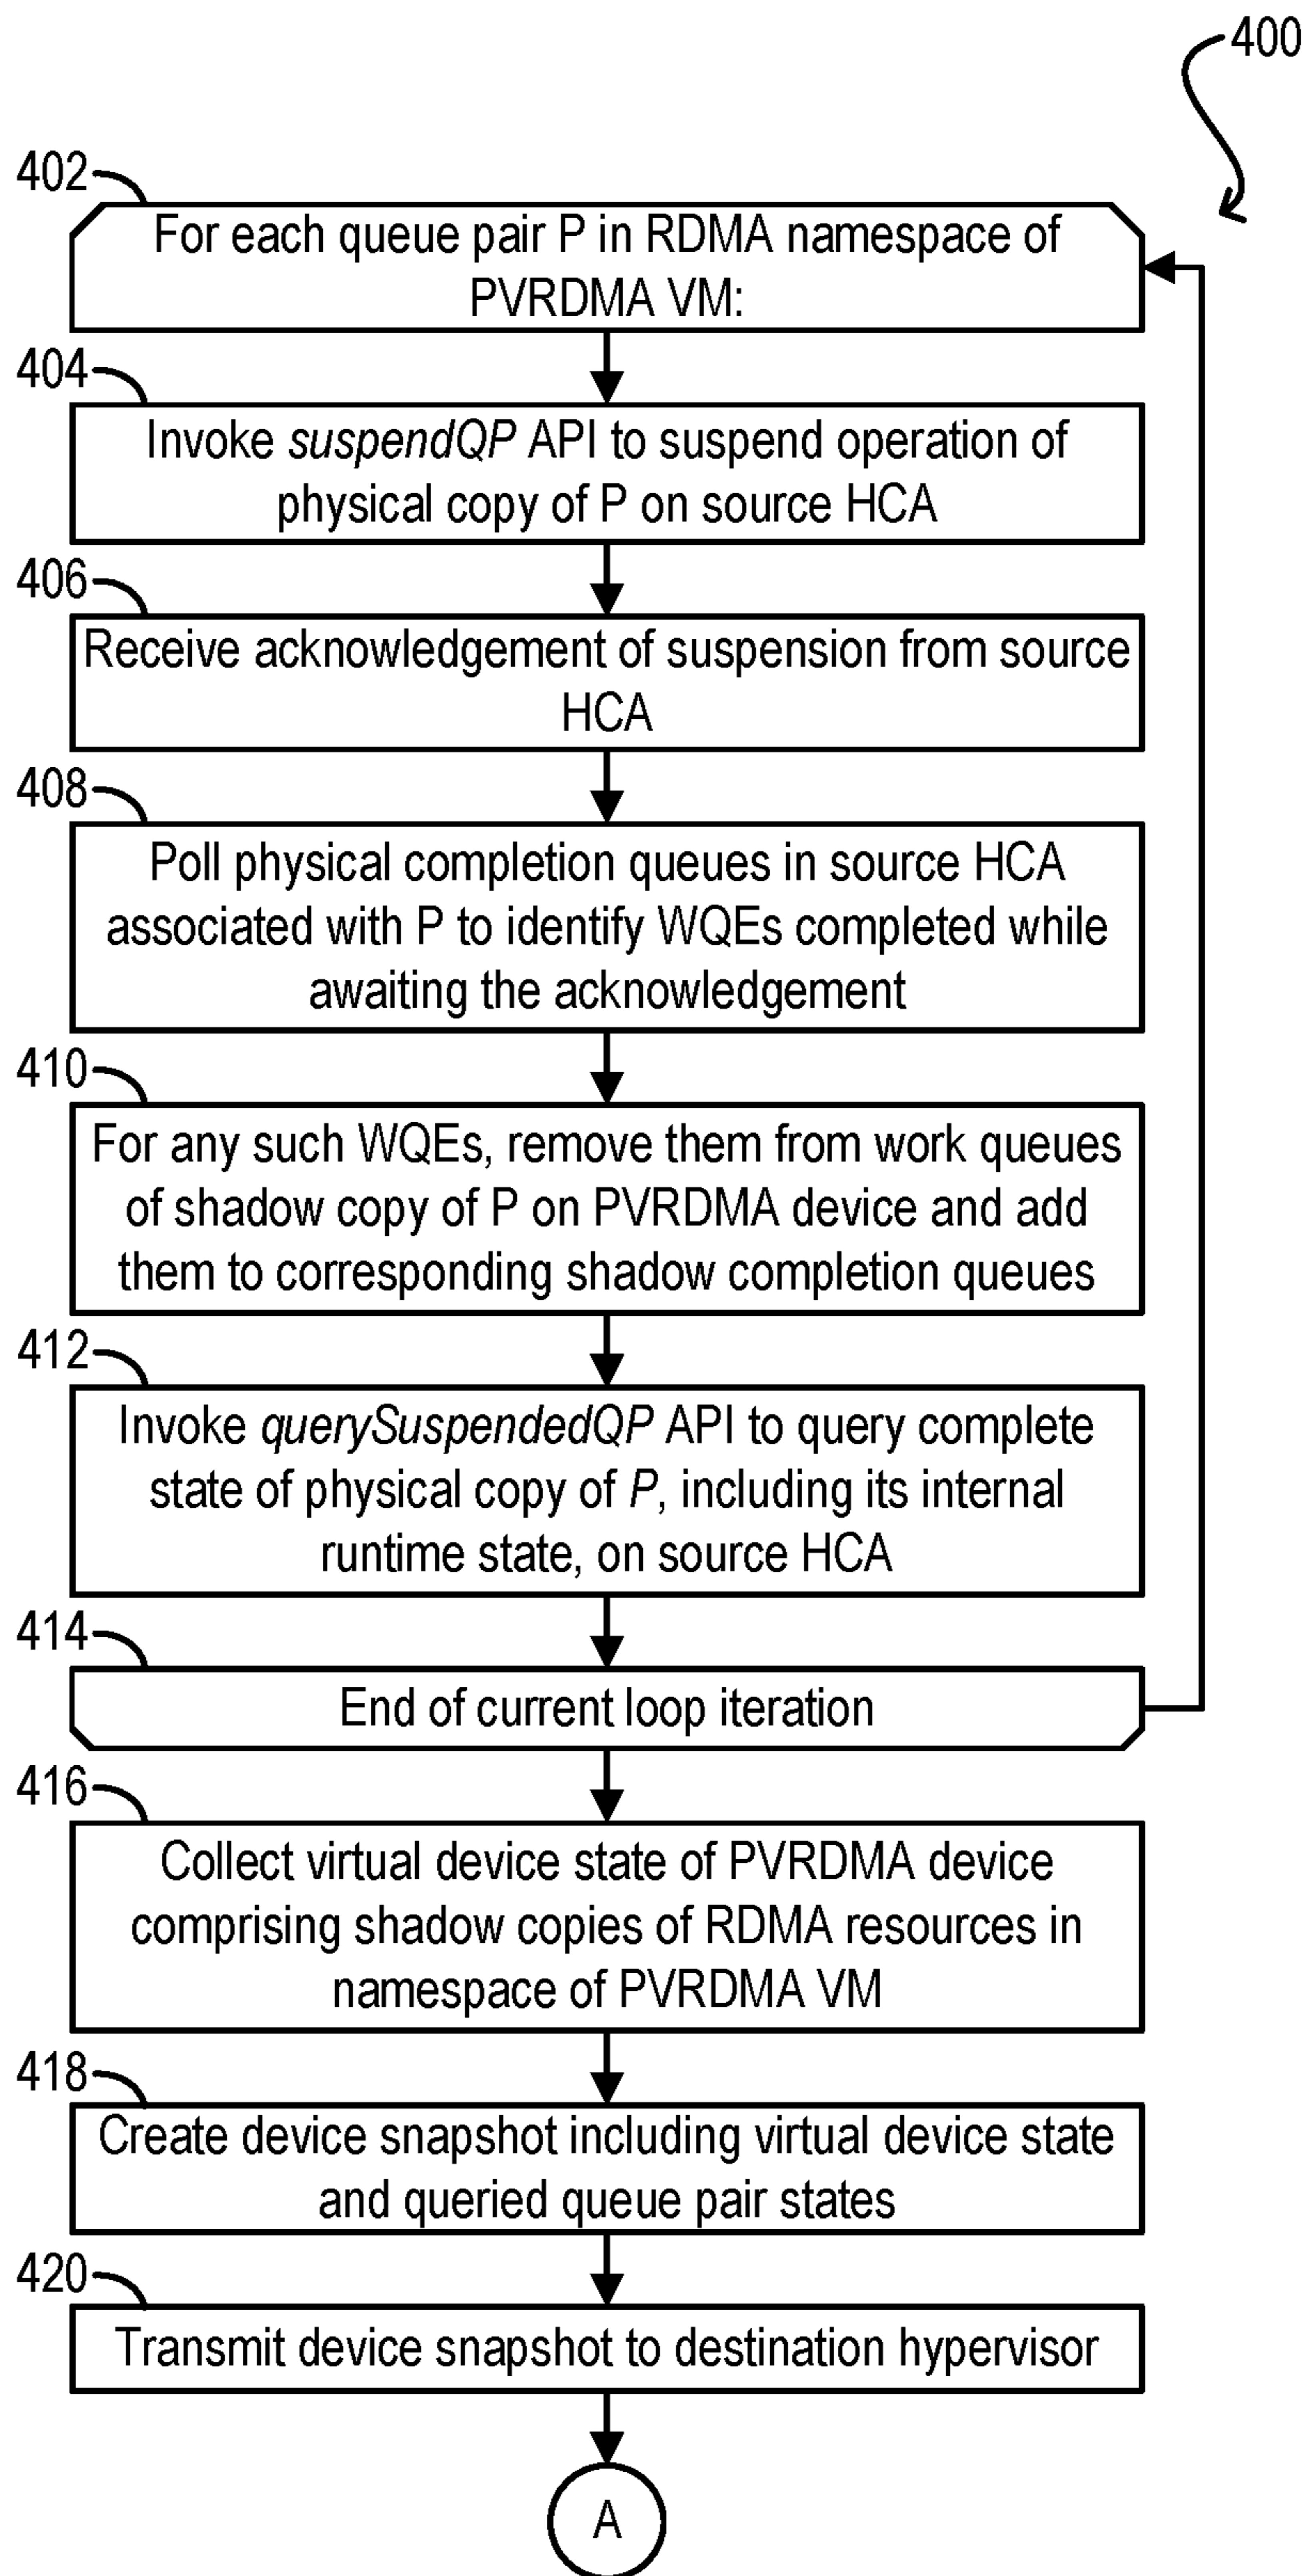 400
402
For each queue pair P in RDMA namespace of
PVRDMA VM:
404
Invoke suspendQP API to suspend operation of
physical copy of P on source HCA
406
Receive acknowledgement of suspension from source
HCA
408
Poll physical completion queues in source HCA
associated with P to identify WQEs completed while
awaiting the acknowledgement
410
For any such WQEs, remove them from work queues
of shadow copy of P on PVRDMA device and add
them to corresponding shadow completion queues
412
Invoke querySuspendedQP API to query complete
state of physical copy of P, including its internal
runtime state, on source HCA
414
End of current loop iteration
416
Collect virtual device state of PVRDMA device
comprising shadow copies of RDMA resources in
namespace of PVRDMA VM
418
Create device snapshot including virtual device state
and queried queue pair states
420
Transmit device snapshot to destination hypervisor
A